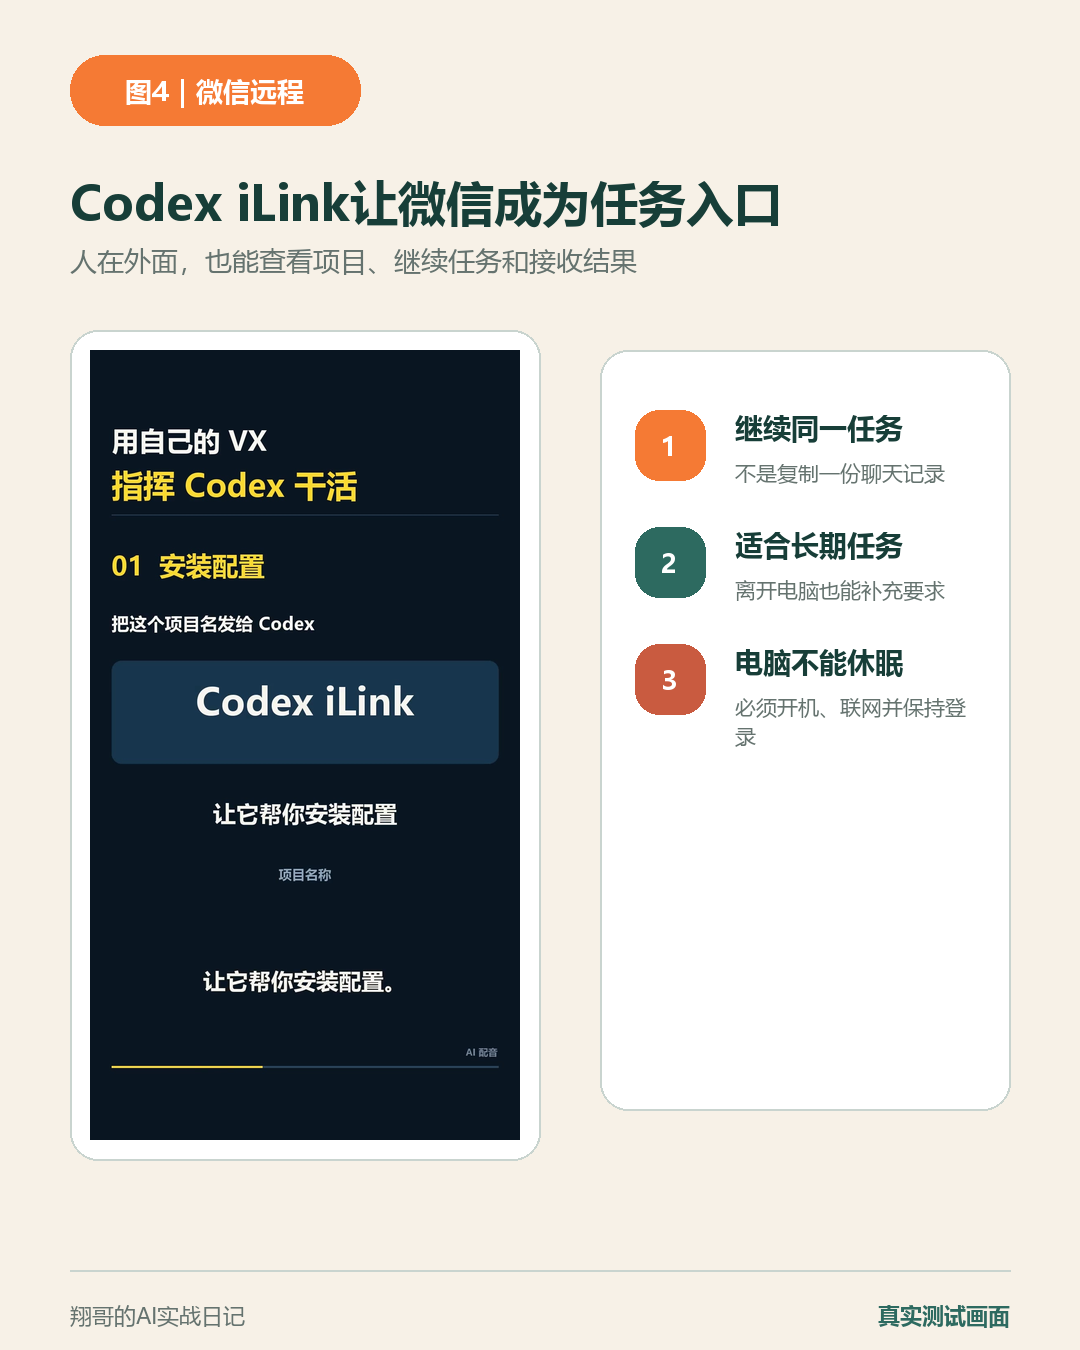 图4｜微信远程
Codex iLink让微信成为任务入口
人在外面，也能查看项目、继续任务和接收结果
用自己的 VX
指挥 Codex 干活
01 安装配置
把这个项目名发给 Codex
Codex iLink
让它帮你安装配置
项目名称
让它帮你安装配置。
AI 配音
1
继续同一任务
不是复制一份聊天记录
2
适合长期任务
离开电脑也能补充要求
3
电脑不能休眠
必须开机、联网并保持登
录
翔哥的AI实战日记
真实测试画面